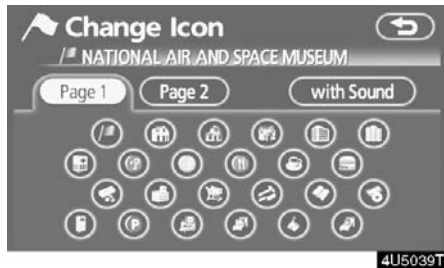 Change Icon
NATIONAL AIR AND SPACE MUSEUM
Page 1 Page 2 with Sound
4U5039T